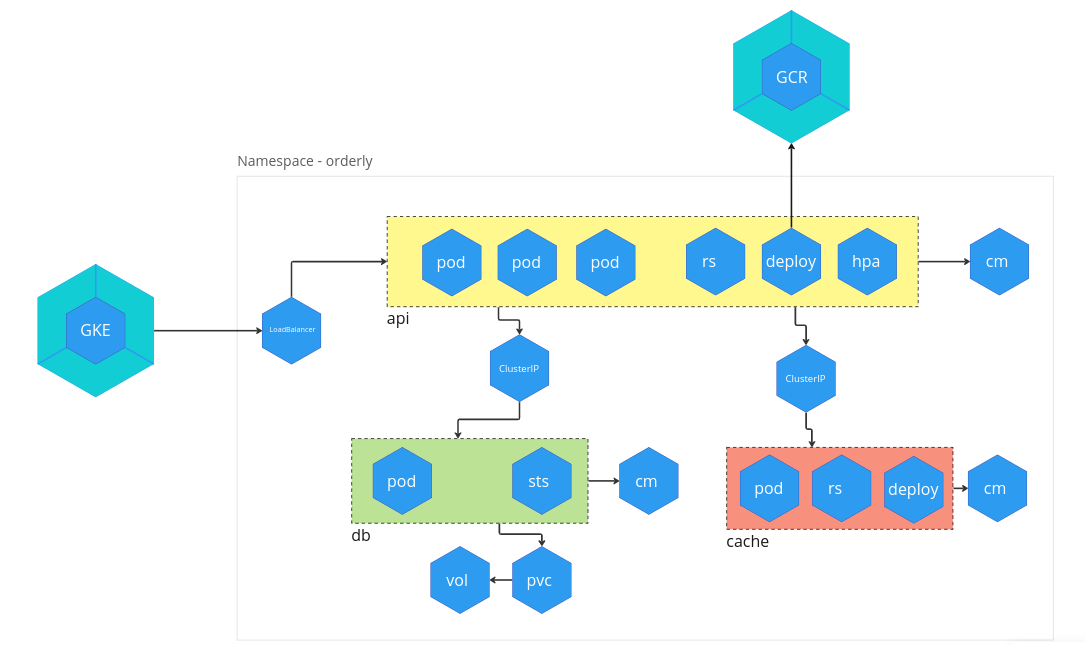 GCR
Namespace - orderly
pod
pod
pod
rs
deploy
hpa
cm
api
GKE
LoadBalancer
ClusterIP
ClusterIP
pod
sts
cm
db
pod
rs
deploy
cm
cache
vol
pvc